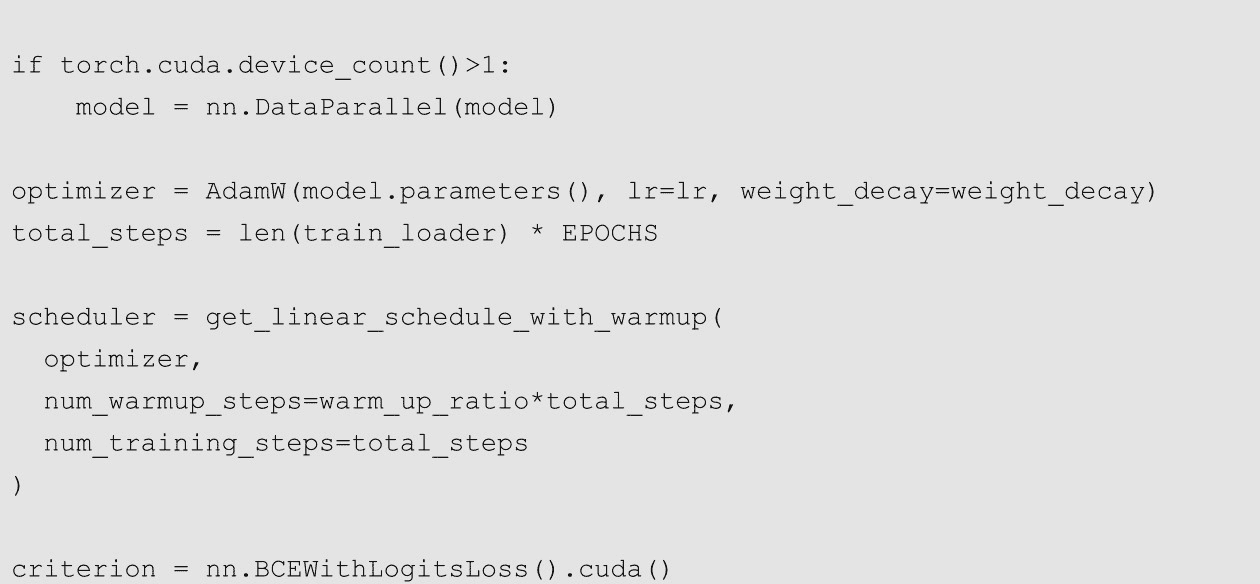 if torch.cuda.device_count()>1:
    model = nn.DataParallel(model)

optimizer = AdamW(model.parameters(), lr=lr, weight_decay=weight_decay)
total_steps = len(train_loader) * EPOCHS

scheduler = get_linear_schedule_with_warmup(
  optimizer,
  num_warmup_steps=warm_up_ratio*total_steps,
  num_training_steps=total_steps
)

criterion = nn.BCEWithLogitsLoss().cuda()